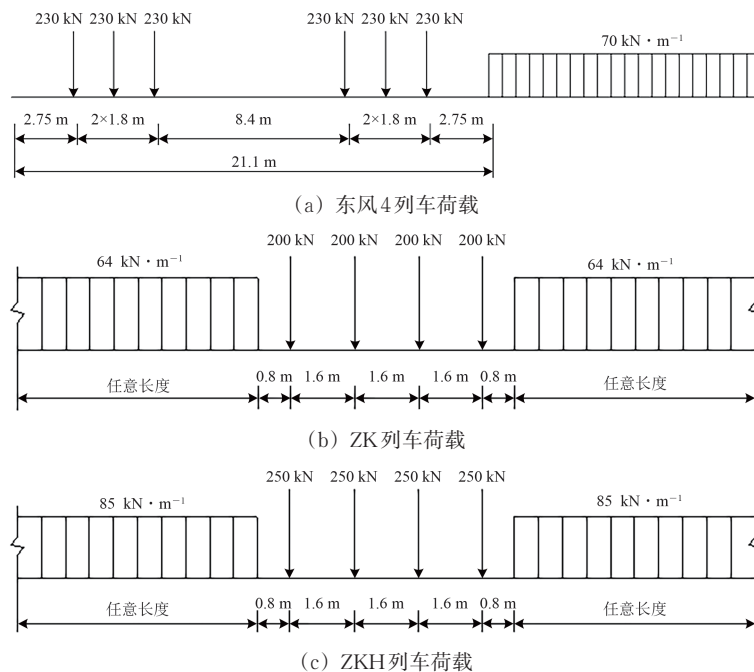 230 kN 230 kN 230 kN 230 kN 230 kN 230 kN
70 kN·m⁻¹
2.75 m 2×1.8 m 8.4 m 2×1.8 m 2.75 m
21.1 m
(a) 东风4列车荷载
200 kN 200 kN 200 kN 200 kN
64 kN·m⁻¹ 64 kN·m⁻¹
0.8 m 1.6 m 1.6 m 1.6 m 0.8 m
任意长度 任意长度
(b) ZK列车荷载
250 kN 250 kN 250 kN 250 kN
85 kN·m⁻¹ 85 kN·m⁻¹
0.8 m 1.6 m 1.6 m 1.6 m 0.8 m
任意长度 任意长度
(c) ZKH列车荷载